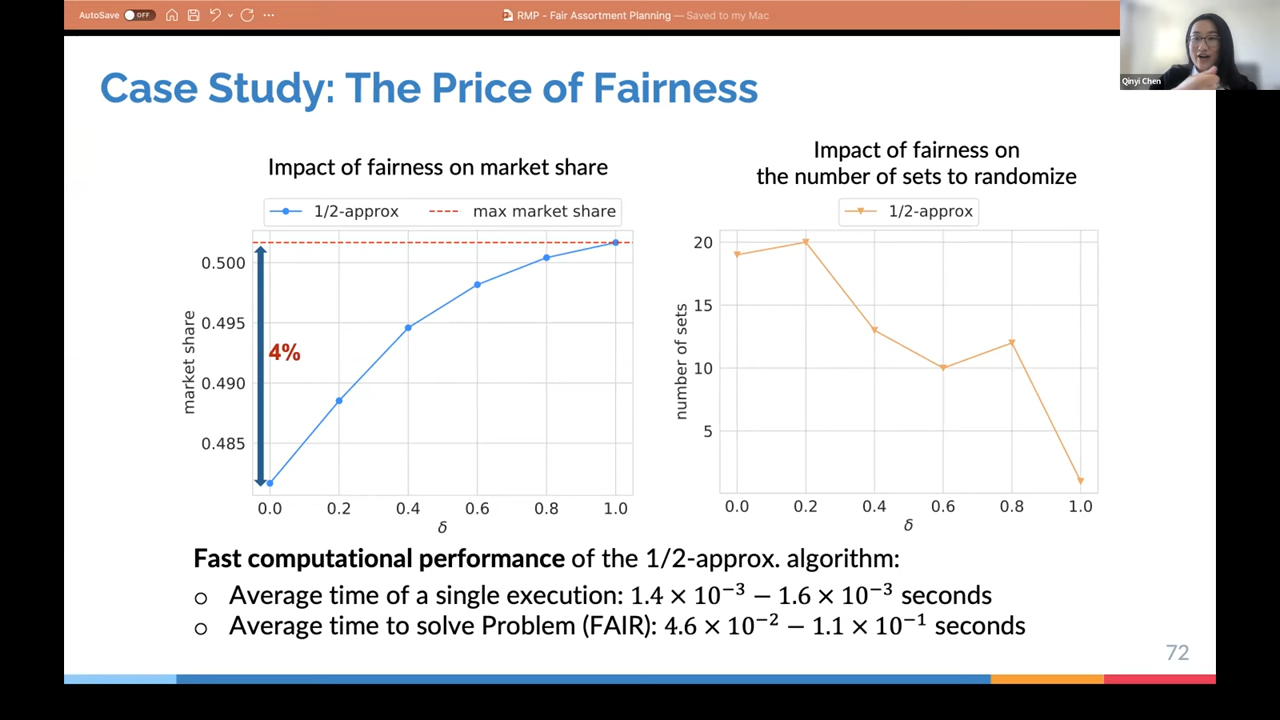 AutoSave OFF
RMP - Fair Assortment Planning — Saved to my Mac
Qinyi Chen
Case Study: The Price of Fairness
Impact of fairness on market share
1/2-approx max market share
0.500
0.495
0.490
0.485
market share
4%
0.0 0.2 0.4 0.6 0.8 1.0
δ
Impact of fairness on
the number of sets to randomize
1/2-approx
20
15
10
5
number of sets
0.0 0.2 0.4 0.6 0.8 1.0
δ
Fast computational performance of the 1/2-approx. algorithm:
○ Average time of a single execution: 1.4 × 10⁻³ − 1.6 × 10⁻³ seconds
○ Average time to solve Problem (FAIR): 4.6 × 10⁻² − 1.1 × 10⁻¹ seconds
72